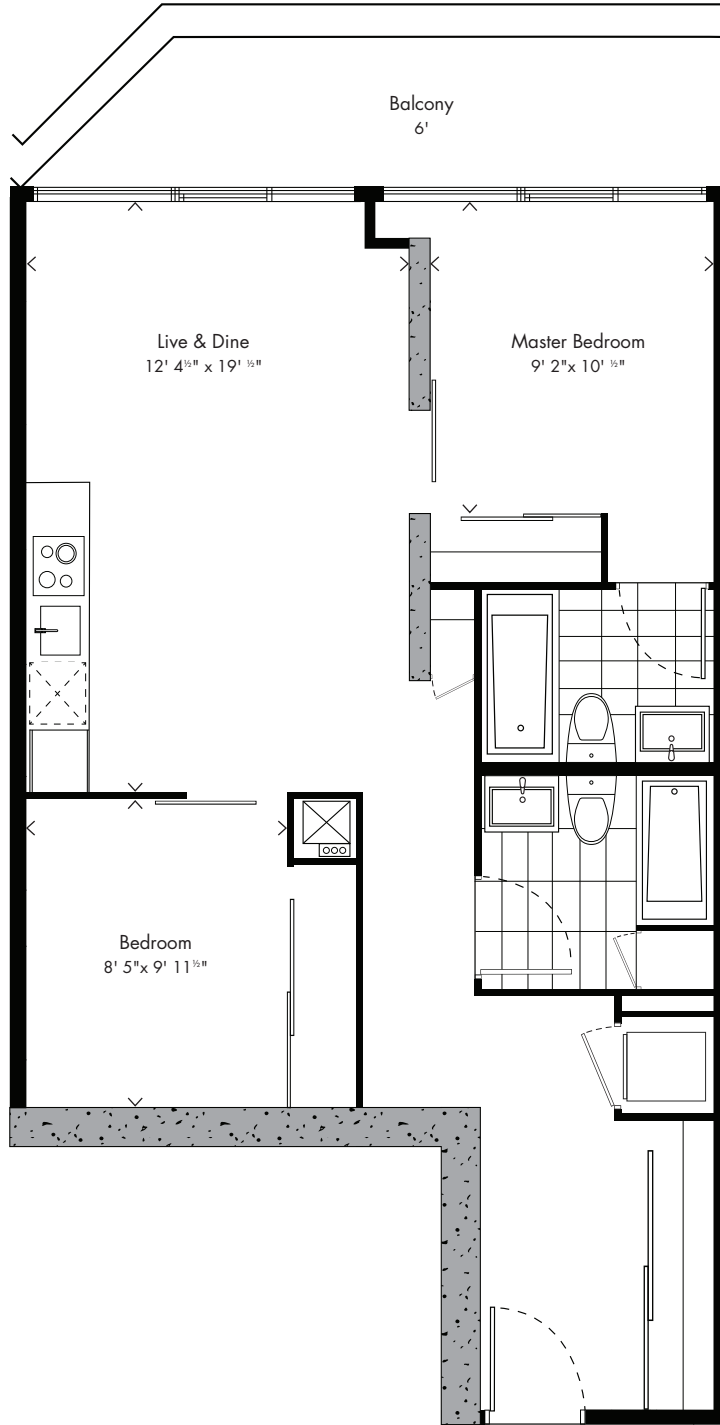 Balcony
6'
Live & Dine
12' 4½" x 19' ½"
Master Bedroom
9' 2"x 10' ½"
Bedroom
8' 5"x 9' 11½"